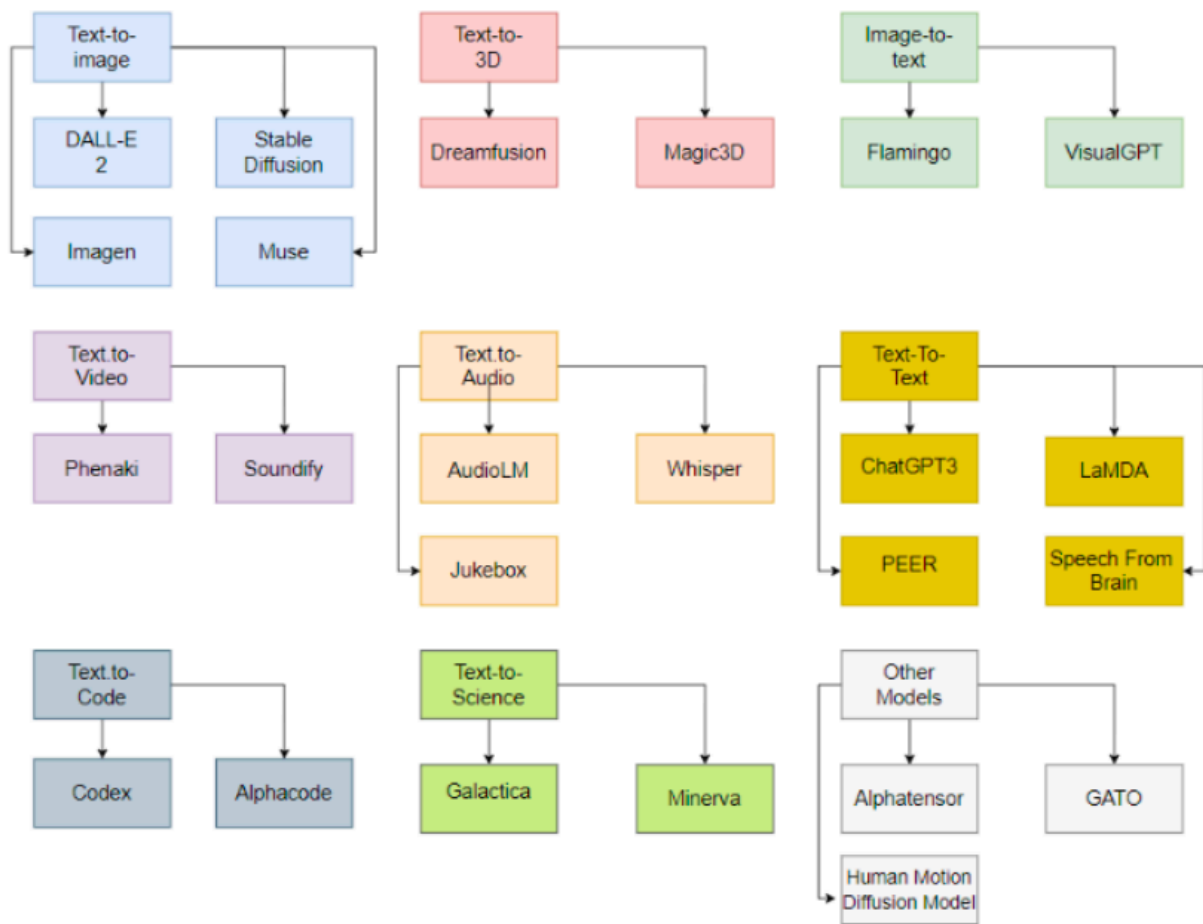 Text-to-
image
Text-to-
3D
Image-to-
text
DALL-E
2
Stable
Diffusion
Dreamfusion
Magic3D
Flamingo
VisualGPT
Imagen
Muse
Text.to-
Video
Text.to-
Audio
Text-To-
Text
Phenaki
Soundify
AudioLM
Whisper
ChatGPT3
LaMDA
Jukebox
PEER
Speech From
Brain
Text.to-
Code
Text-to-
Science
Other
Models
Codex
Alphacode
Galactica
Minerva
Alphatensor
GATO
Human Motion
Diffusion Model